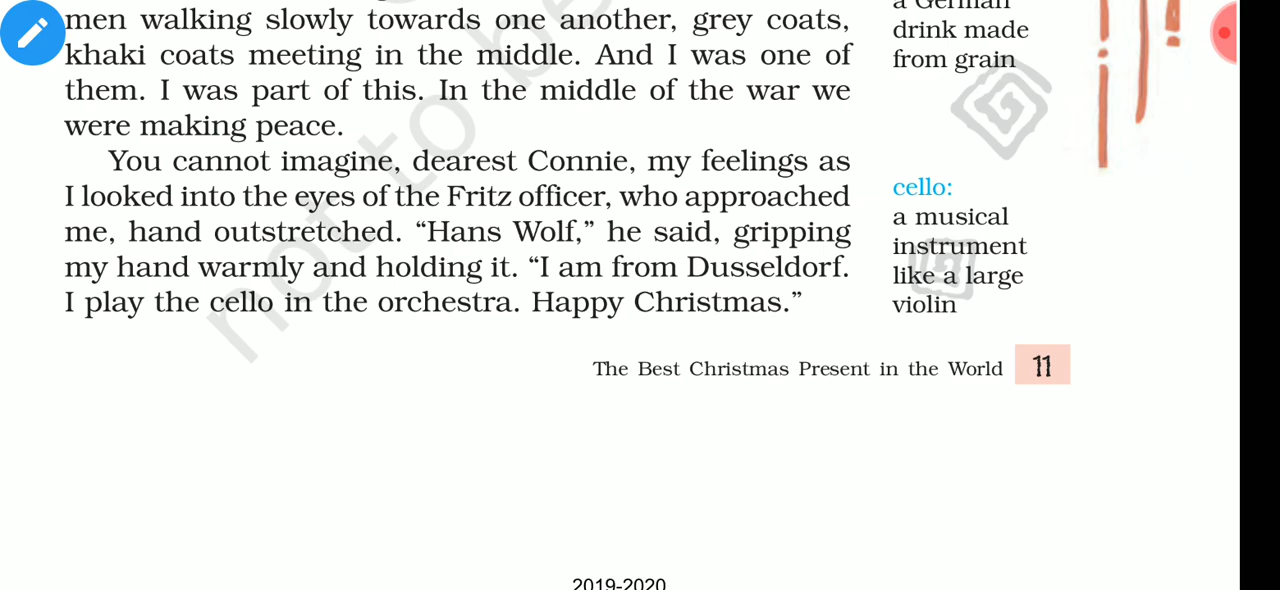 men walking slowly towards one another, grey coats,
khaki coats meeting in the middle. And I was one of
them. I was part of this. In the middle of the war we
were making peace.
You cannot imagine, dearest Connie, my feelings as
I looked into the eyes of the Fritz officer, who approached
me, hand outstretched. “Hans Wolf,” he said, gripping
my hand warmly and holding it. “I am from Dusseldorf.
I play the cello in the orchestra. Happy Christmas.”
a German
drink made
from grain
cello:
a musical
instrument
like a large
violin
not to be
The Best Christmas Present in the World 11
2019-2020